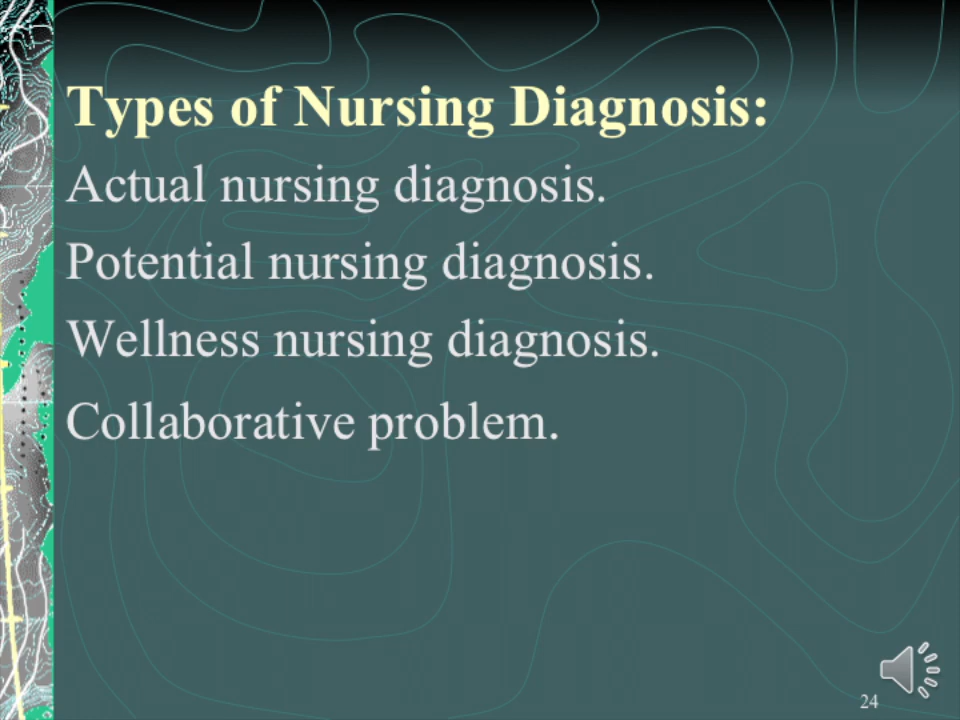 Types of Nursing Diagnosis:
Actual nursing diagnosis.
Potential nursing diagnosis.
Wellness nursing diagnosis.
Collaborative problem.
24